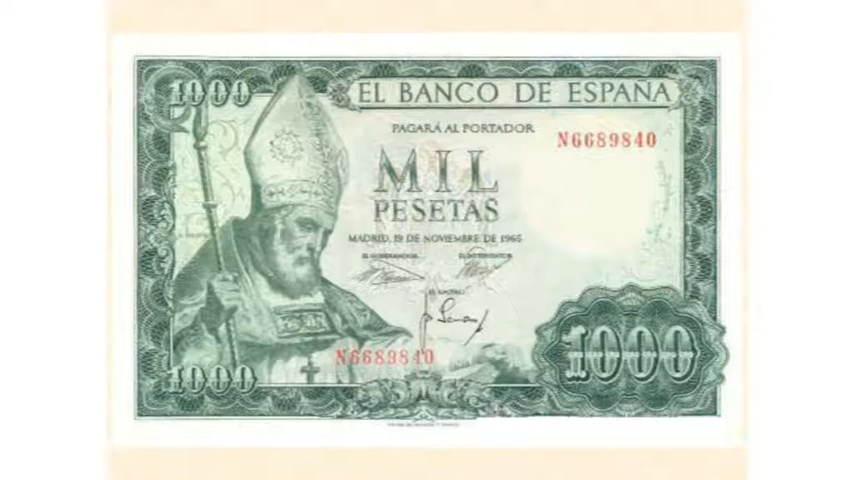 1000
EL BANCO DE ESPAÑA
PAGARÁ AL PORTADOR
N6689840
MIL
PESETAS
MADRID, 19 DE NOVIEMBRE DE 1965
EL GOBERNADOR
EL INTERVENTOR
EL CAJERO
N6689840
1000
1000